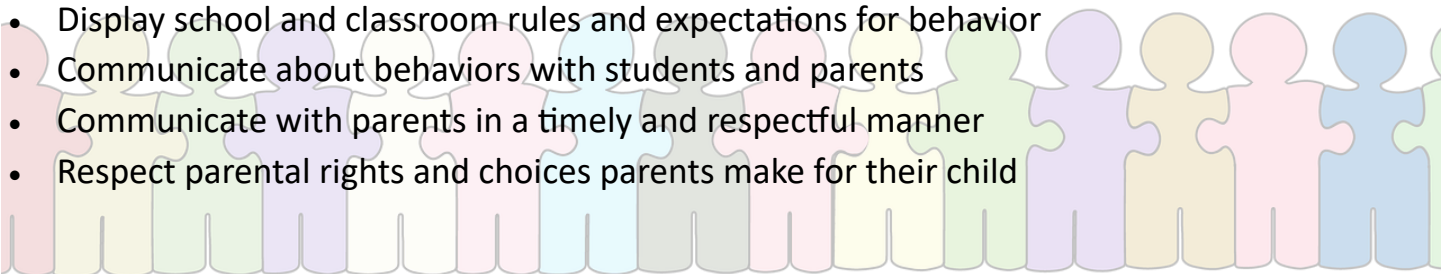 • Display school and classroom rules and expectations for behavior
• Communicate about behaviors with students and parents
• Communicate with parents in a timely and respectful manner
• Respect parental rights and choices parents make for their child